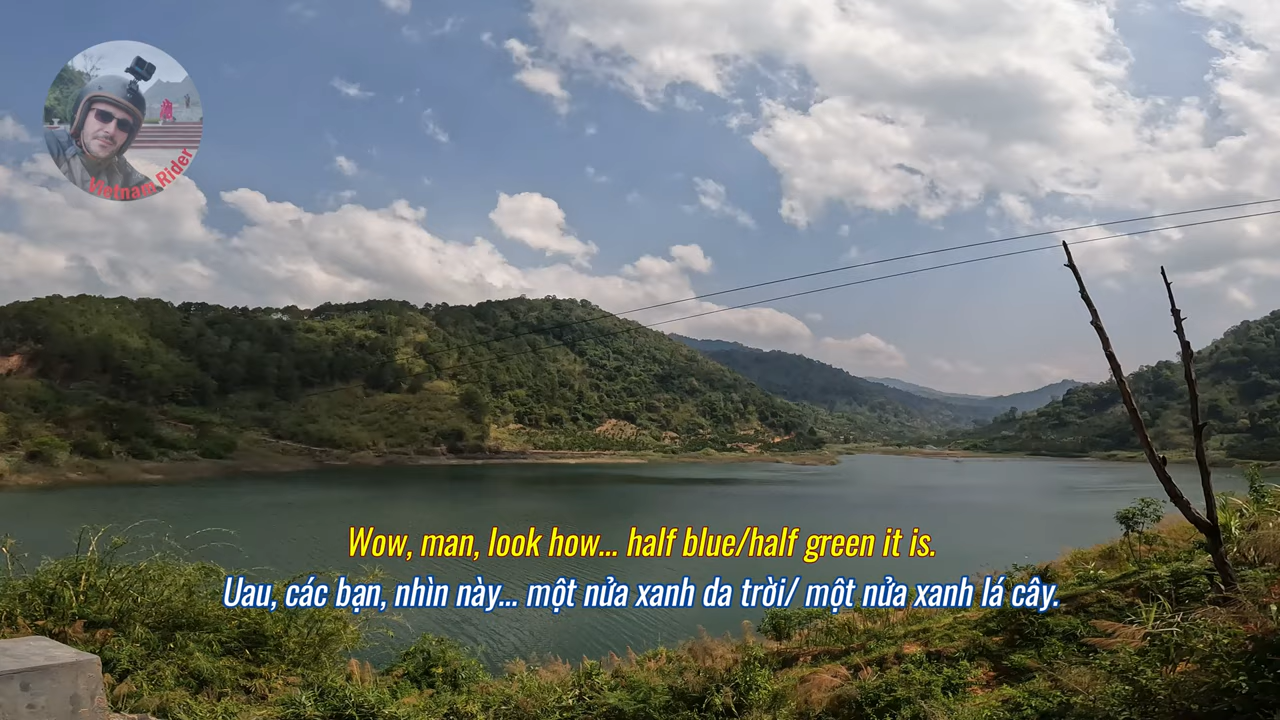 Vietnam Rider
Wow, man, look how... half blue/half green it is.
Uau, các bạn, nhìn này... một nửa xanh da trời/ một nửa xanh lá cây.